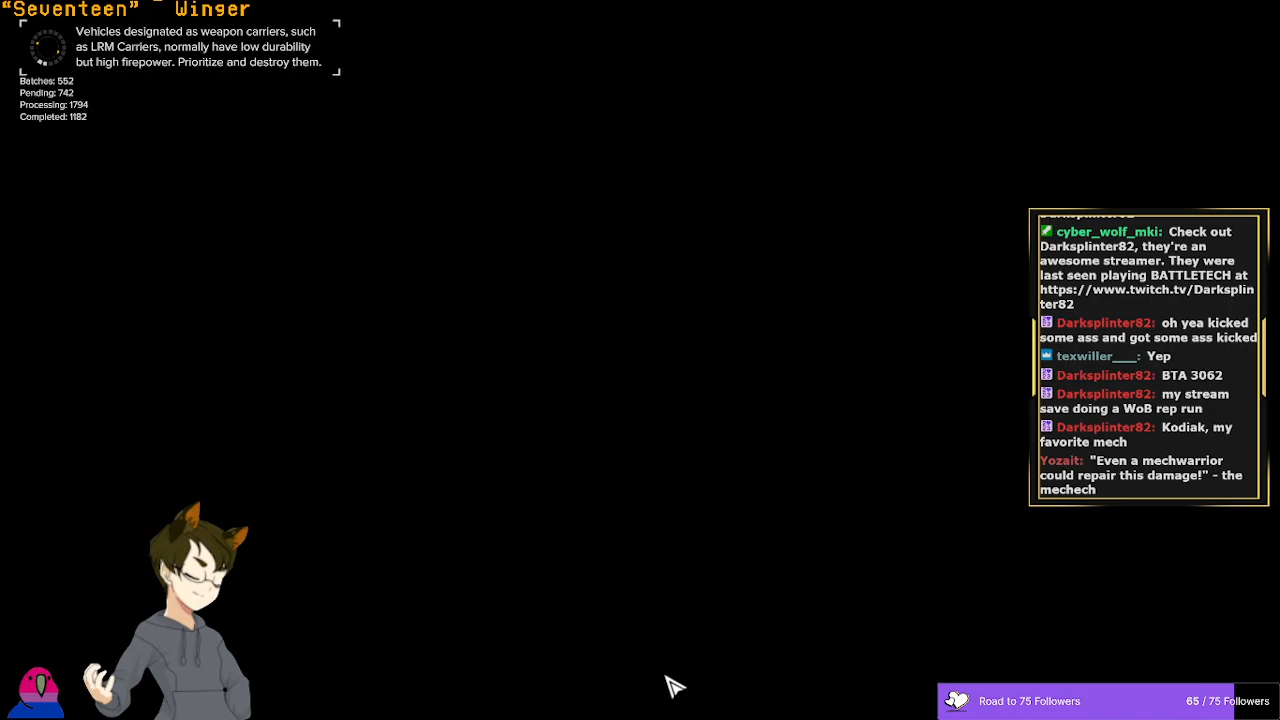 “Seventeen” ~ Winger
Vehicles designated as weapon carriers, such
as LRM Carriers, normally have low durability
but high firepower. Prioritize and destroy them.
Batches: 552
Pending: 742
Processing: 1794
Completed: 1182
Darksplinter82
cyber_wolf_mki: Check out
Darksplinter82, they're an
awesome streamer. They were
last seen playing BATTLETECH at
https://www.twitch.tv/Darksplin
ter82
Darksplinter82: oh yea kicked
some ass and got some ass kicked
texwiller___: Yep
Darksplinter82: BTA 3062
Darksplinter82: my stream
save doing a WoB rep run
Darksplinter82: Kodiak, my
favorite mech
Yozait: "Even a mechwarrior
could repair this damage!" - the
mechech
Road to 75 Followers 65 / 75 Followers